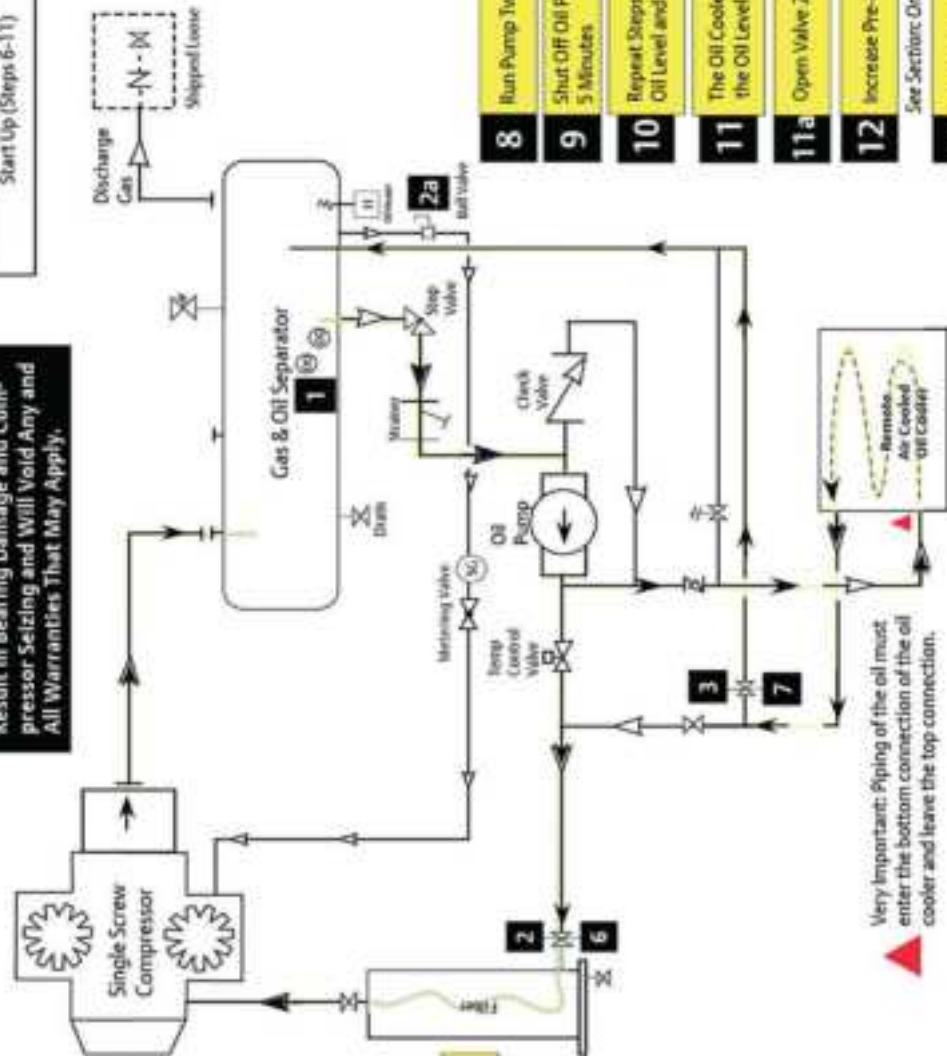 Start Up (Steps 6-11)
Result in Bearing Damage and Com-
pressor Seizing and Will Void Any and
All Warranties That May Apply.
Discharge
Gas
Shipped Loose
Single Screw
Compressor
Gas & Oil Separator
1
2a
Ball Valve
Stop
Valve
Strainer
Drain
Check
Valve
Oil
Pump
Metering Valve
SG
Temp
Control
Valve
3
7
2
6
Filter
Remote
Air Cooled
Oil Cooler
Very Important: Piping of the oil must
enter the bottom connection of the oil
cooler and leave the top connection.
8 Run Pump Tw
9 Shut Off Oil P
5 Minutes
10 Repeat Steps
Oil Level and
11 The Oil Coole
the Oil Level
11a Open Valve 2
12 Increase Pre-
See Section: On